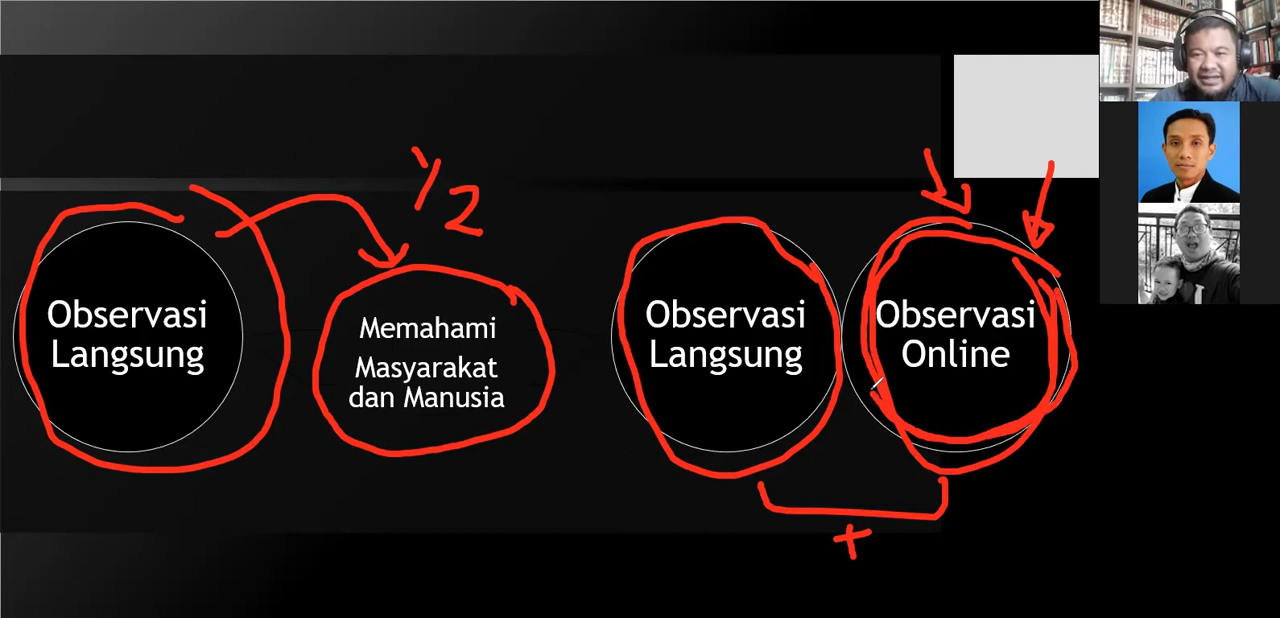 1/2
Observasi
Langsung
Memahami
Masyarakat
dan Manusia
Observasi
Langsung
Observasi
Online
+